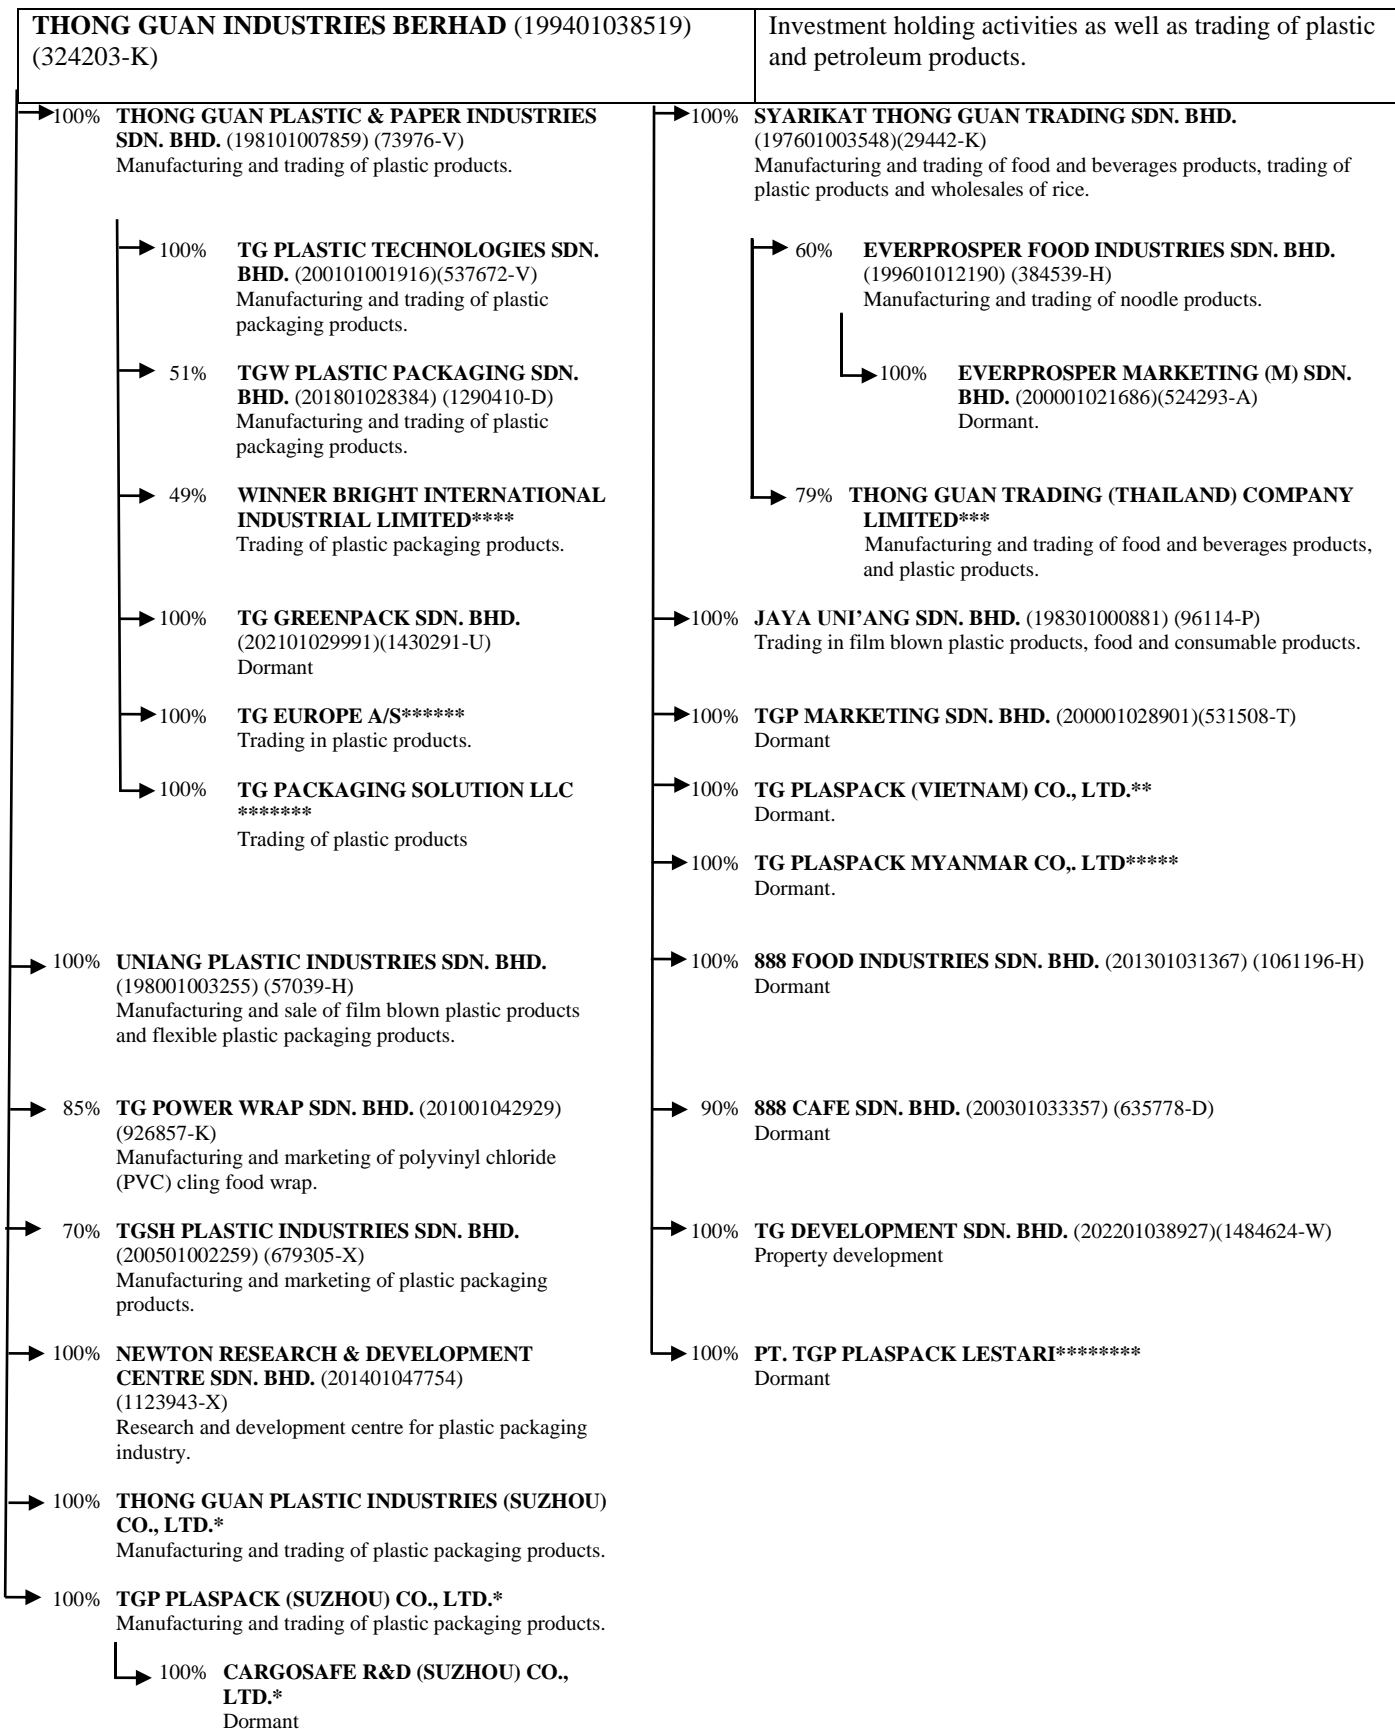 THONG GUAN INDUSTRIES BERHAD (199401038519)
(324203-K)
Investment holding activities as well as trading of plastic
and petroleum products.
100% THONG GUAN PLASTIC & PAPER INDUSTRIES
SDN. BHD. (198101007859) (73976-V)
Manufacturing and trading of plastic products.
100% TG PLASTIC TECHNOLOGIES SDN.
BHD. (200101001916)(537672-V)
Manufacturing and trading of plastic
packaging products.
51% TGW PLASTIC PACKAGING SDN.
BHD. (201801028384) (1290410-D)
Manufacturing and trading of plastic
packaging products.
49% WINNER BRIGHT INTERNATIONAL
INDUSTRIAL LIMITED****
Trading of plastic packaging products.
100% TG GREENPACK SDN. BHD.
(202101029991)(1430291-U)
Dormant
100% TG EUROPE A/S******
Trading in plastic products.
100% TG PACKAGING SOLUTION LLC
*******
Trading of plastic products
100% UNIANG PLASTIC INDUSTRIES SDN. BHD.
(198001003255) (57039-H)
Manufacturing and sale of film blown plastic products
and flexible plastic packaging products.
85% TG POWER WRAP SDN. BHD. (201001042929)
(926857-K)
Manufacturing and marketing of polyvinyl chloride
(PVC) cling food wrap.
70% TGSH PLASTIC INDUSTRIES SDN. BHD.
(200501002259) (679305-X)
Manufacturing and marketing of plastic packaging
products.
100% NEWTON RESEARCH & DEVELOPMENT
CENTRE SDN. BHD. (201401047754)
(1123943-X)
Research and development centre for plastic packaging
industry.
100% THONG GUAN PLASTIC INDUSTRIES (SUZHOU)
CO., LTD.*
Manufacturing and trading of plastic packaging products.
100% TGP PLASPACK (SUZHOU) CO., LTD.*
Manufacturing and trading of plastic packaging products.
100% CARGOSAFE R&D (SUZHOU) CO.,
LTD.*
Dormant
100% SYARIKAT THONG GUAN TRADING SDN. BHD.
(197601003548)(29442-K)
Manufacturing and trading of food and beverages products, trading of
plastic products and wholesales of rice.
60% EVERPROSPER FOOD INDUSTRIES SDN. BHD.
(199601012190) (384539-H)
Manufacturing and trading of noodle products.
100% EVERPROSPER MARKETING (M) SDN.
BHD. (200001021686)(524293-A)
Dormant.
79% THONG GUAN TRADING (THAILAND) COMPANY
LIMITED***
Manufacturing and trading of food and beverages products,
and plastic products.
100% JAYA UNI’ANG SDN. BHD. (198301000881) (96114-P)
Trading in film blown plastic products, food and consumable products.
100% TGP MARKETING SDN. BHD. (200001028901)(531508-T)
Dormant
100% TG PLASPACK (VIETNAM) CO., LTD.**
Dormant.
100% TG PLASPACK MYANMAR CO,. LTD*****
Dormant.
100% 888 FOOD INDUSTRIES SDN. BHD. (201301031367) (1061196-H)
Dormant
90% 888 CAFE SDN. BHD. (200301033357) (635778-D)
Dormant
100% TG DEVELOPMENT SDN. BHD. (202201038927)(1484624-W)
Property development
100% PT. TGP PLASPACK LESTARI********
Dormant